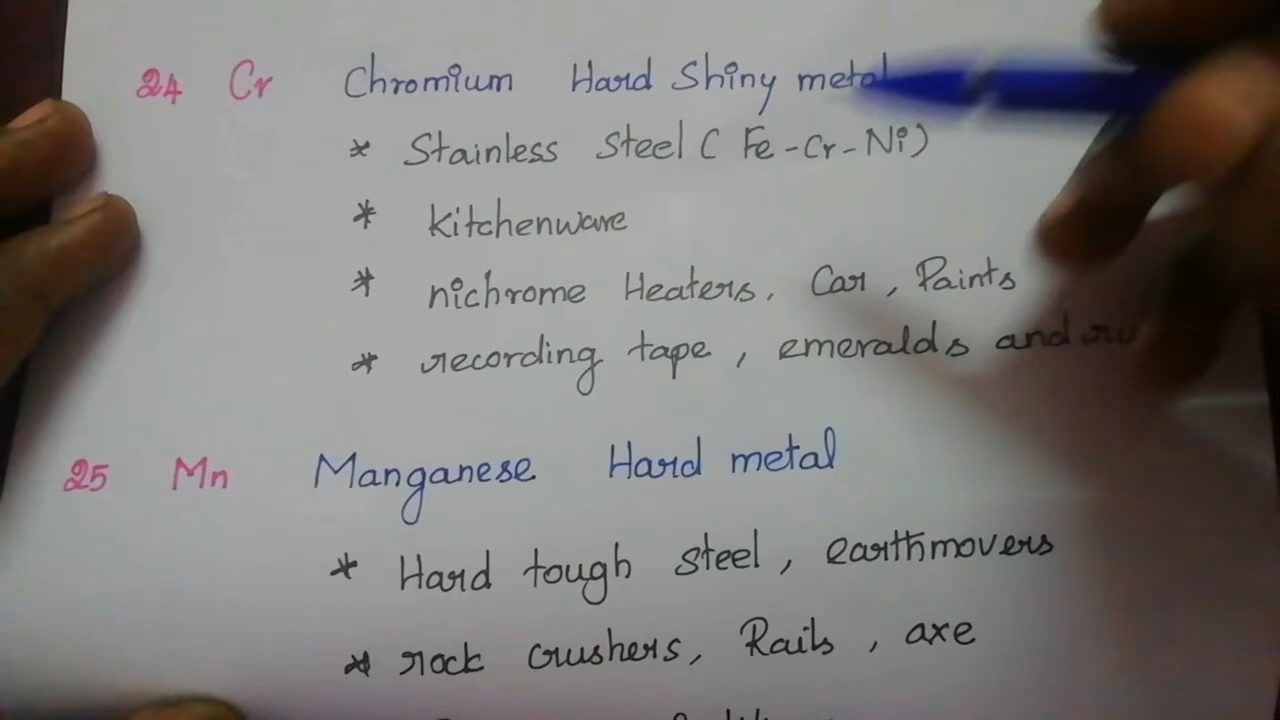 24 Cr Chromium Hard Shiny metal
* Stainless Steel ( Fe-Cr-Ni)
* kitchenware
* nichrome Heaters, Car, Paints
* recording tape, emeralds and
25 Mn Manganese Hard metal
* Hard tough steel, earthmovers
* rock crushers, Rails, axe